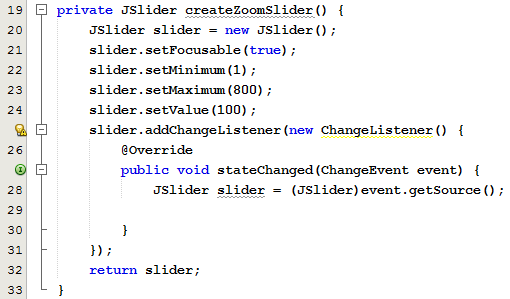 19 private JSlider createZoomSlider() {
20 JSlider slider = new JSlider();
21 slider.setFocusable(true);
22 slider.setMinimum(1);
23 slider.setMaximum(800);
24 slider.setValue(100);
slider.addChangeListener(new ChangeListener() {
26 @Override
public void stateChanged(ChangeEvent event) {
28 JSlider slider = (JSlider)event.getSource();
29
30 }
31 });
32 return slider;
33 }